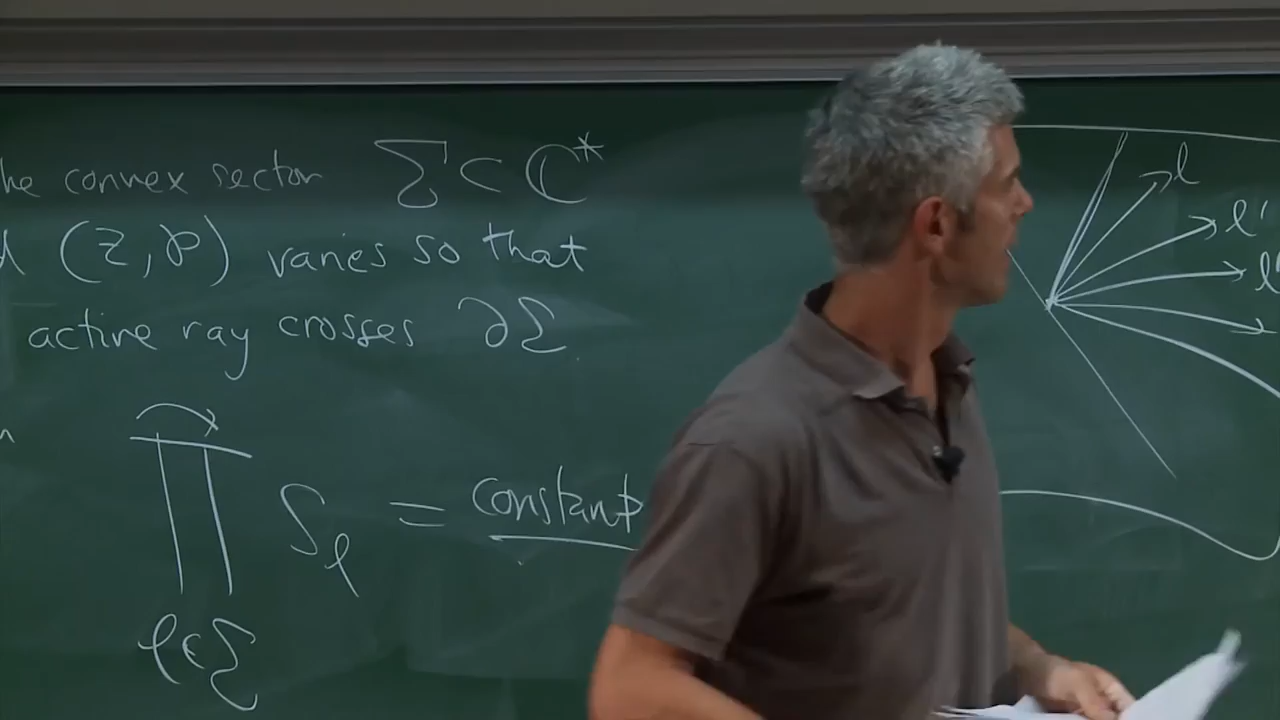 he convex sector Σ ⊂ ℂ*
(Z, ℘) varies so that
active ray crosses ∂Σ
∏ S_ℓ = constant
ℓ∈Σ
ℓ
ℓ'
ℓ"